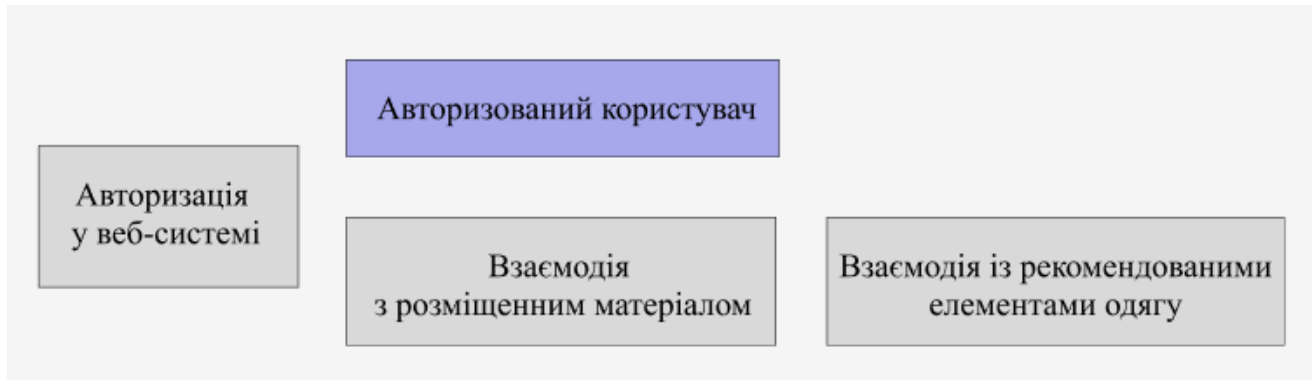 Авторизований користувач
Авторизація
у веб-системі
Взаємодія
з розміщенним матеріалом
Взаємодія із рекомендованими
елементами одягу